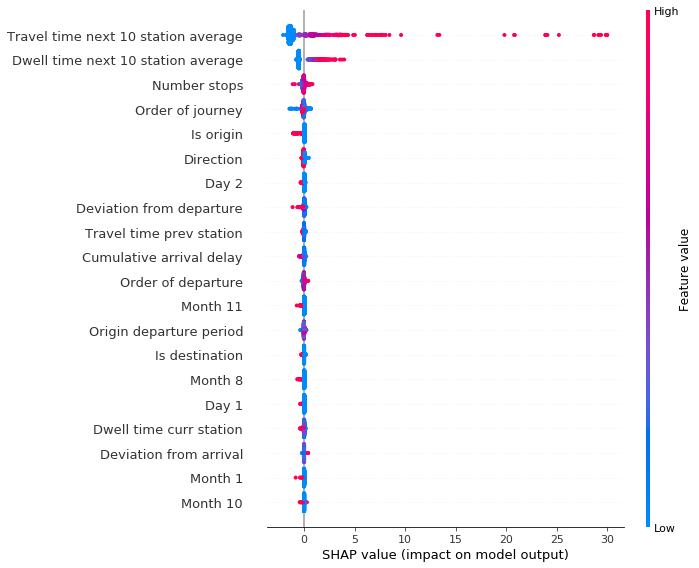 High
Travel time next 10 station average
Dwell time next 10 station average
Number stops
Order of journey
Is origin
Direction
Day 2
Deviation from departure
Travel time prev station
Cumulative arrival delay
Order of departure
Month 11
Origin departure period
Is destination
Month 8
Day 1
Dwell time curr station
Deviation from arrival
Month 1
Month 10
Feature value
Low
0 5 10 15 20 25 30
SHAP value (impact on model output)